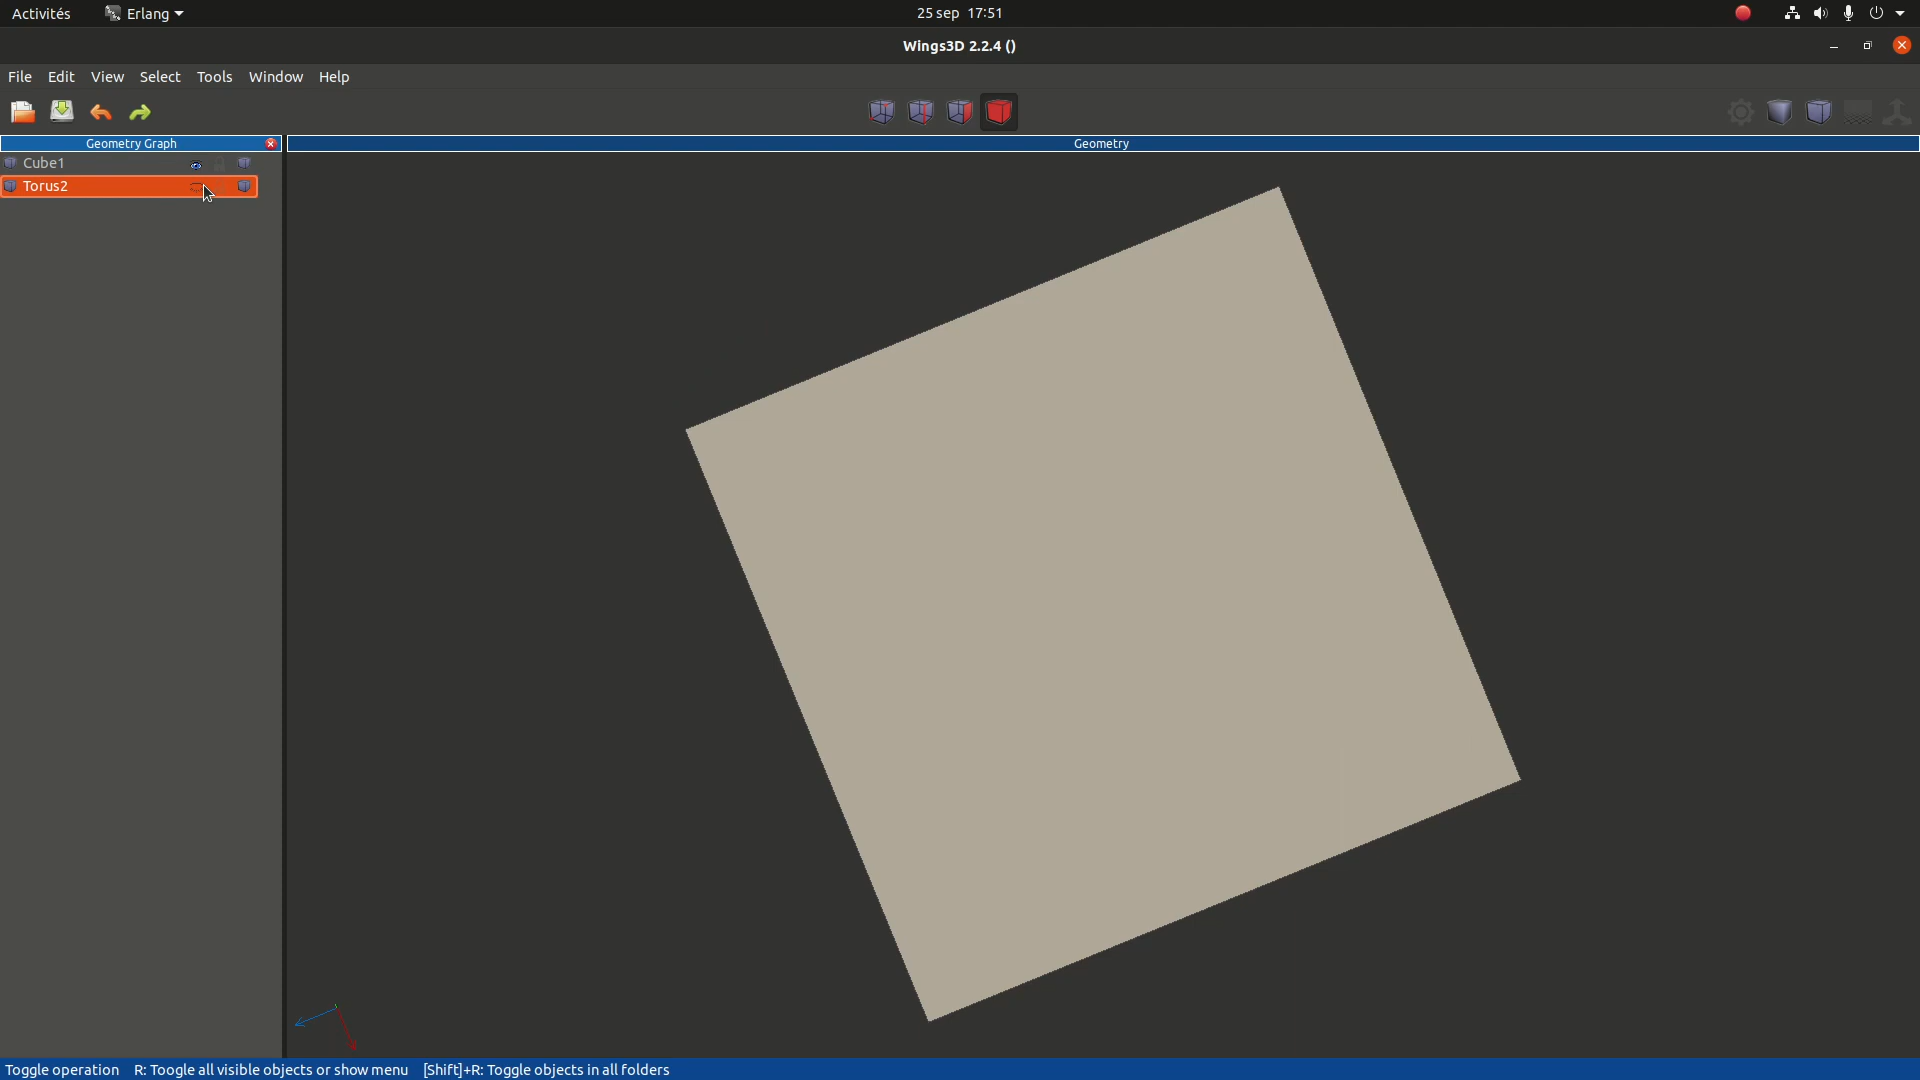 Activités
Erlang
25 sep 17:51
Wings3D 2.2.4 ()
File Edit View Select Tools Window Help
Geometry Graph
Geometry
Cube1
Torus2
Toggle operation R: Toogle all visible objects or show menu [Shift]+R: Toggle objects in all folders